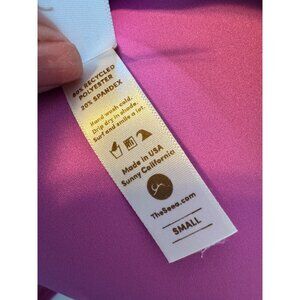 80% RECYCLED
POLYESTER
20% SPANDEX
Hand wash cold.
Drip dry in shade.
Surf and smile a lot.
Made in USA
Sunny California
TheSeea.com
SMALL